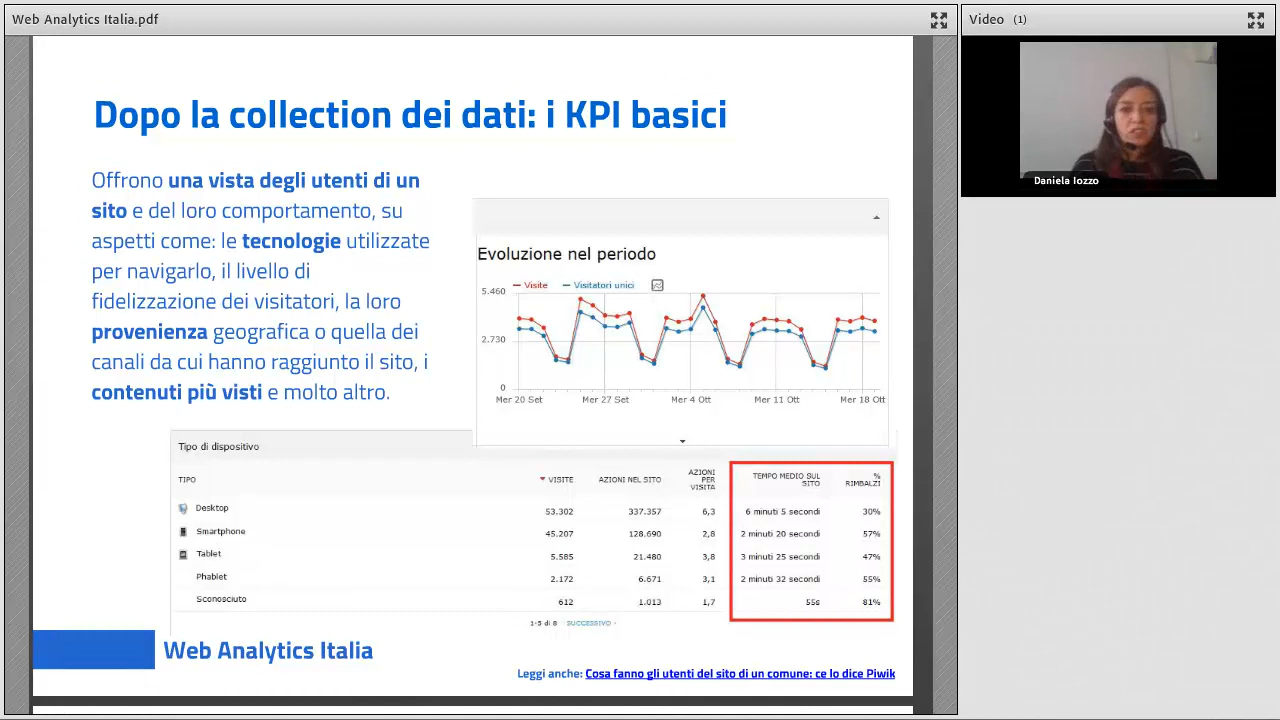 Web Analytics Italia.pdf
Video (1)
Daniela Iozzo
Dopo la collection dei dati: i KPI basici
Offrono una vista degli utenti di un
sito e del loro comportamento, su
aspetti come: le tecnologie utilizzate
per navigarlo, il livello di
fidelizzazione dei visitatori, la loro
provenienza geografica o quella dei
canali da cui hanno raggiunto il sito, i
contenuti più visti e molto altro.
Evoluzione nel periodo
Visite Visitatori unici
5.460
2.730
0
Mer 20 Set Mer 27 Set Mer 4 Ott Mer 11 Ott Mer 18 Ott
Tipo di dispositivo
TIPO VISITE AZIONI NEL SITO AZIONI PER VISITA TEMPO MEDIO SUL SITO % RIMBALZI
Desktop 53.302 337.357 6,3 6 minuti 5 secondi 30%
Smartphone 45.207 128.690 2,8 2 minuti 20 secondi 57%
Tablet 5.585 21.480 3,8 3 minuti 25 secondi 47%
Phablet 2.172 6.671 3,1 2 minuti 32 secondi 55%
Sconosciuto 612 1.013 1,7 55s 81%
1-5 di 8 SUCCESSIVO ›
Web Analytics Italia
Leggi anche: Cosa fanno gli utenti del sito di un comune: ce lo dice Piwik